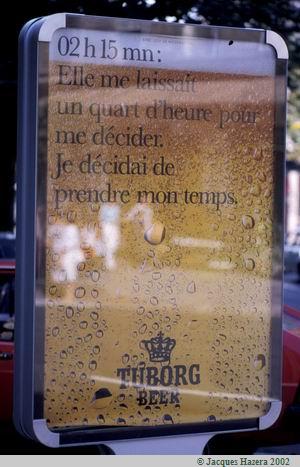 02 h 15 mn :
Elle me laissait
un quart d'heure pour
me décider.
Je décidai de
prendre mon temps.
TUBORG
BEER
© Jacques Hazera 2002